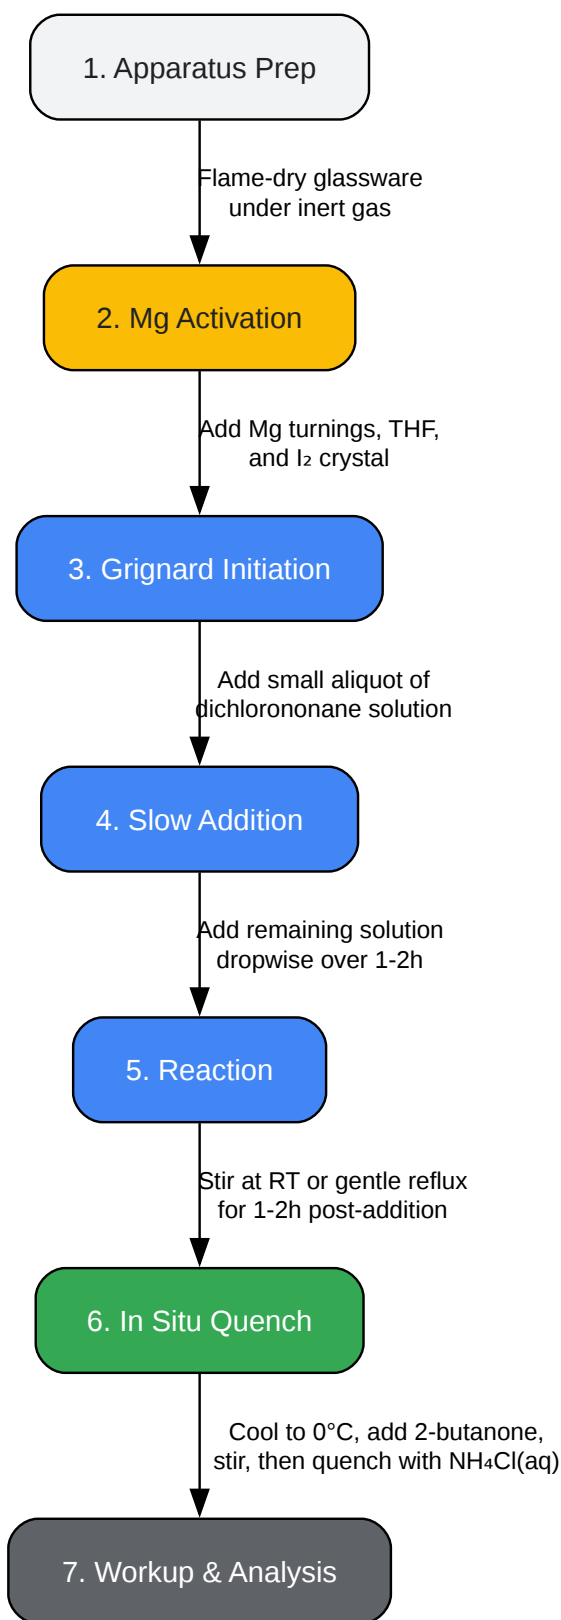 1. Apparatus Prep
Flame-dry glassware
under inert gas
2. Mg Activation
Add Mg turnings, THF,
and I₂ crystal
3. Grignard Initiation
Add small aliquot of
dichlorononane solution
4. Slow Addition
Add remaining solution
dropwise over 1-2h
5. Reaction
Stir at RT or gentle reflux
for 1-2h post-addition
6. In Situ Quench
Cool to 0°C, add 2-butanone,
stir, then quench with NH₄Cl(aq)
7. Workup & Analysis